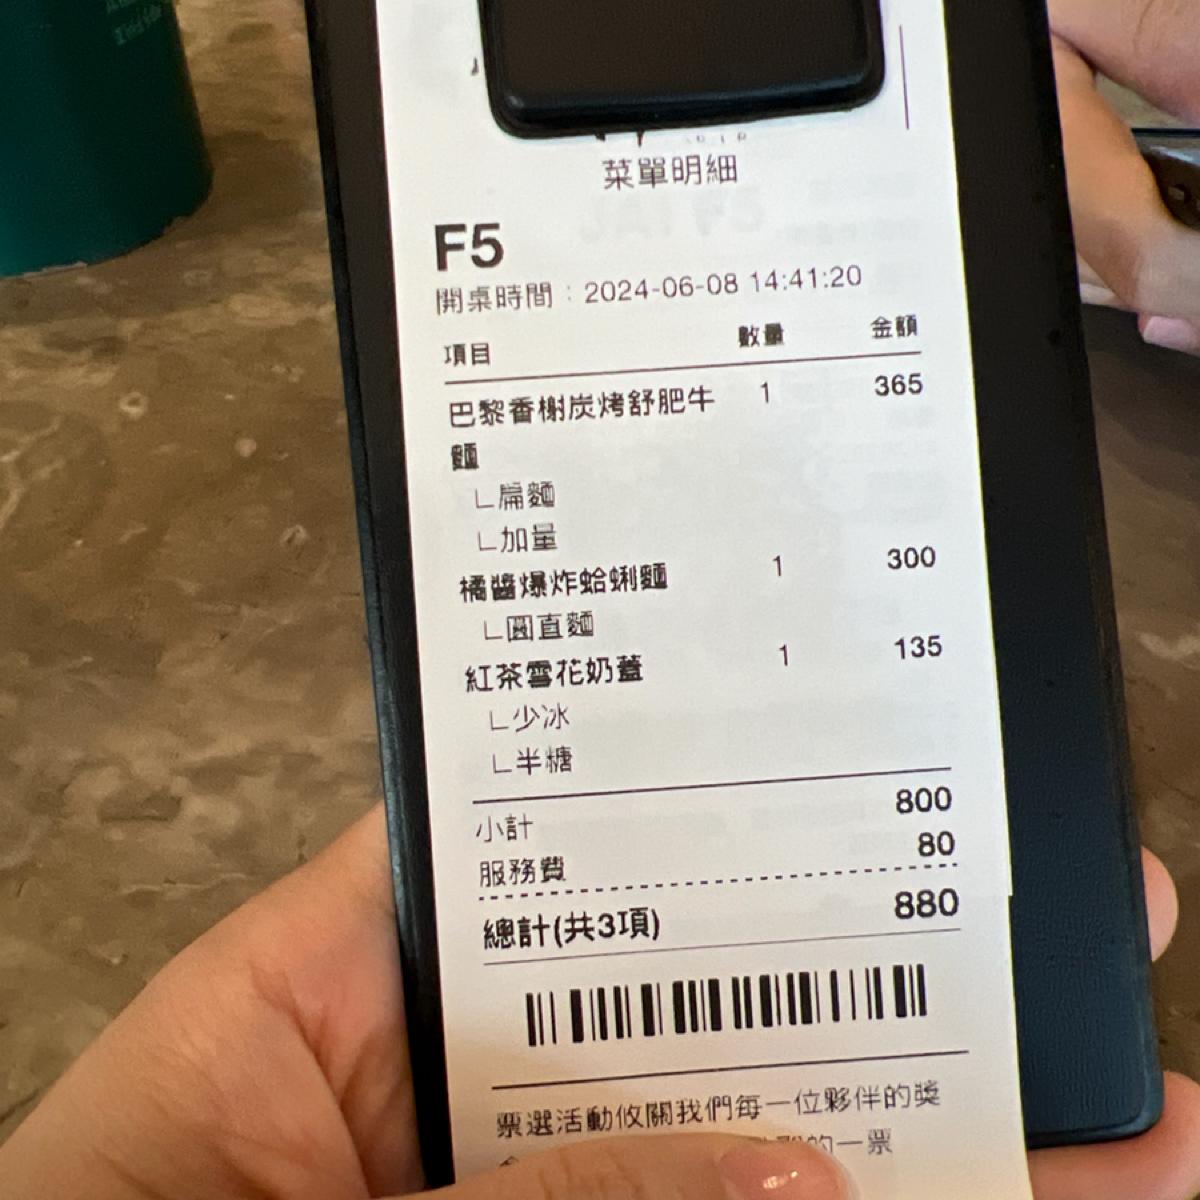 菜單明細
F5
開桌時間：2024-06-08 14:41:20
項目 數量 金額
巴黎香榭炭烤舒肥牛 1 365
麵
∟扁麵
∟加量
橘醬爆炸蛤蜊麵 1 300
∟圓直麵
紅茶雪花奶蓋 1 135
∟少冰
∟半糖
小計 800
服務費 80
總計(共3項) 880
票選活動攸關我們每一位夥伴的獎
的一票